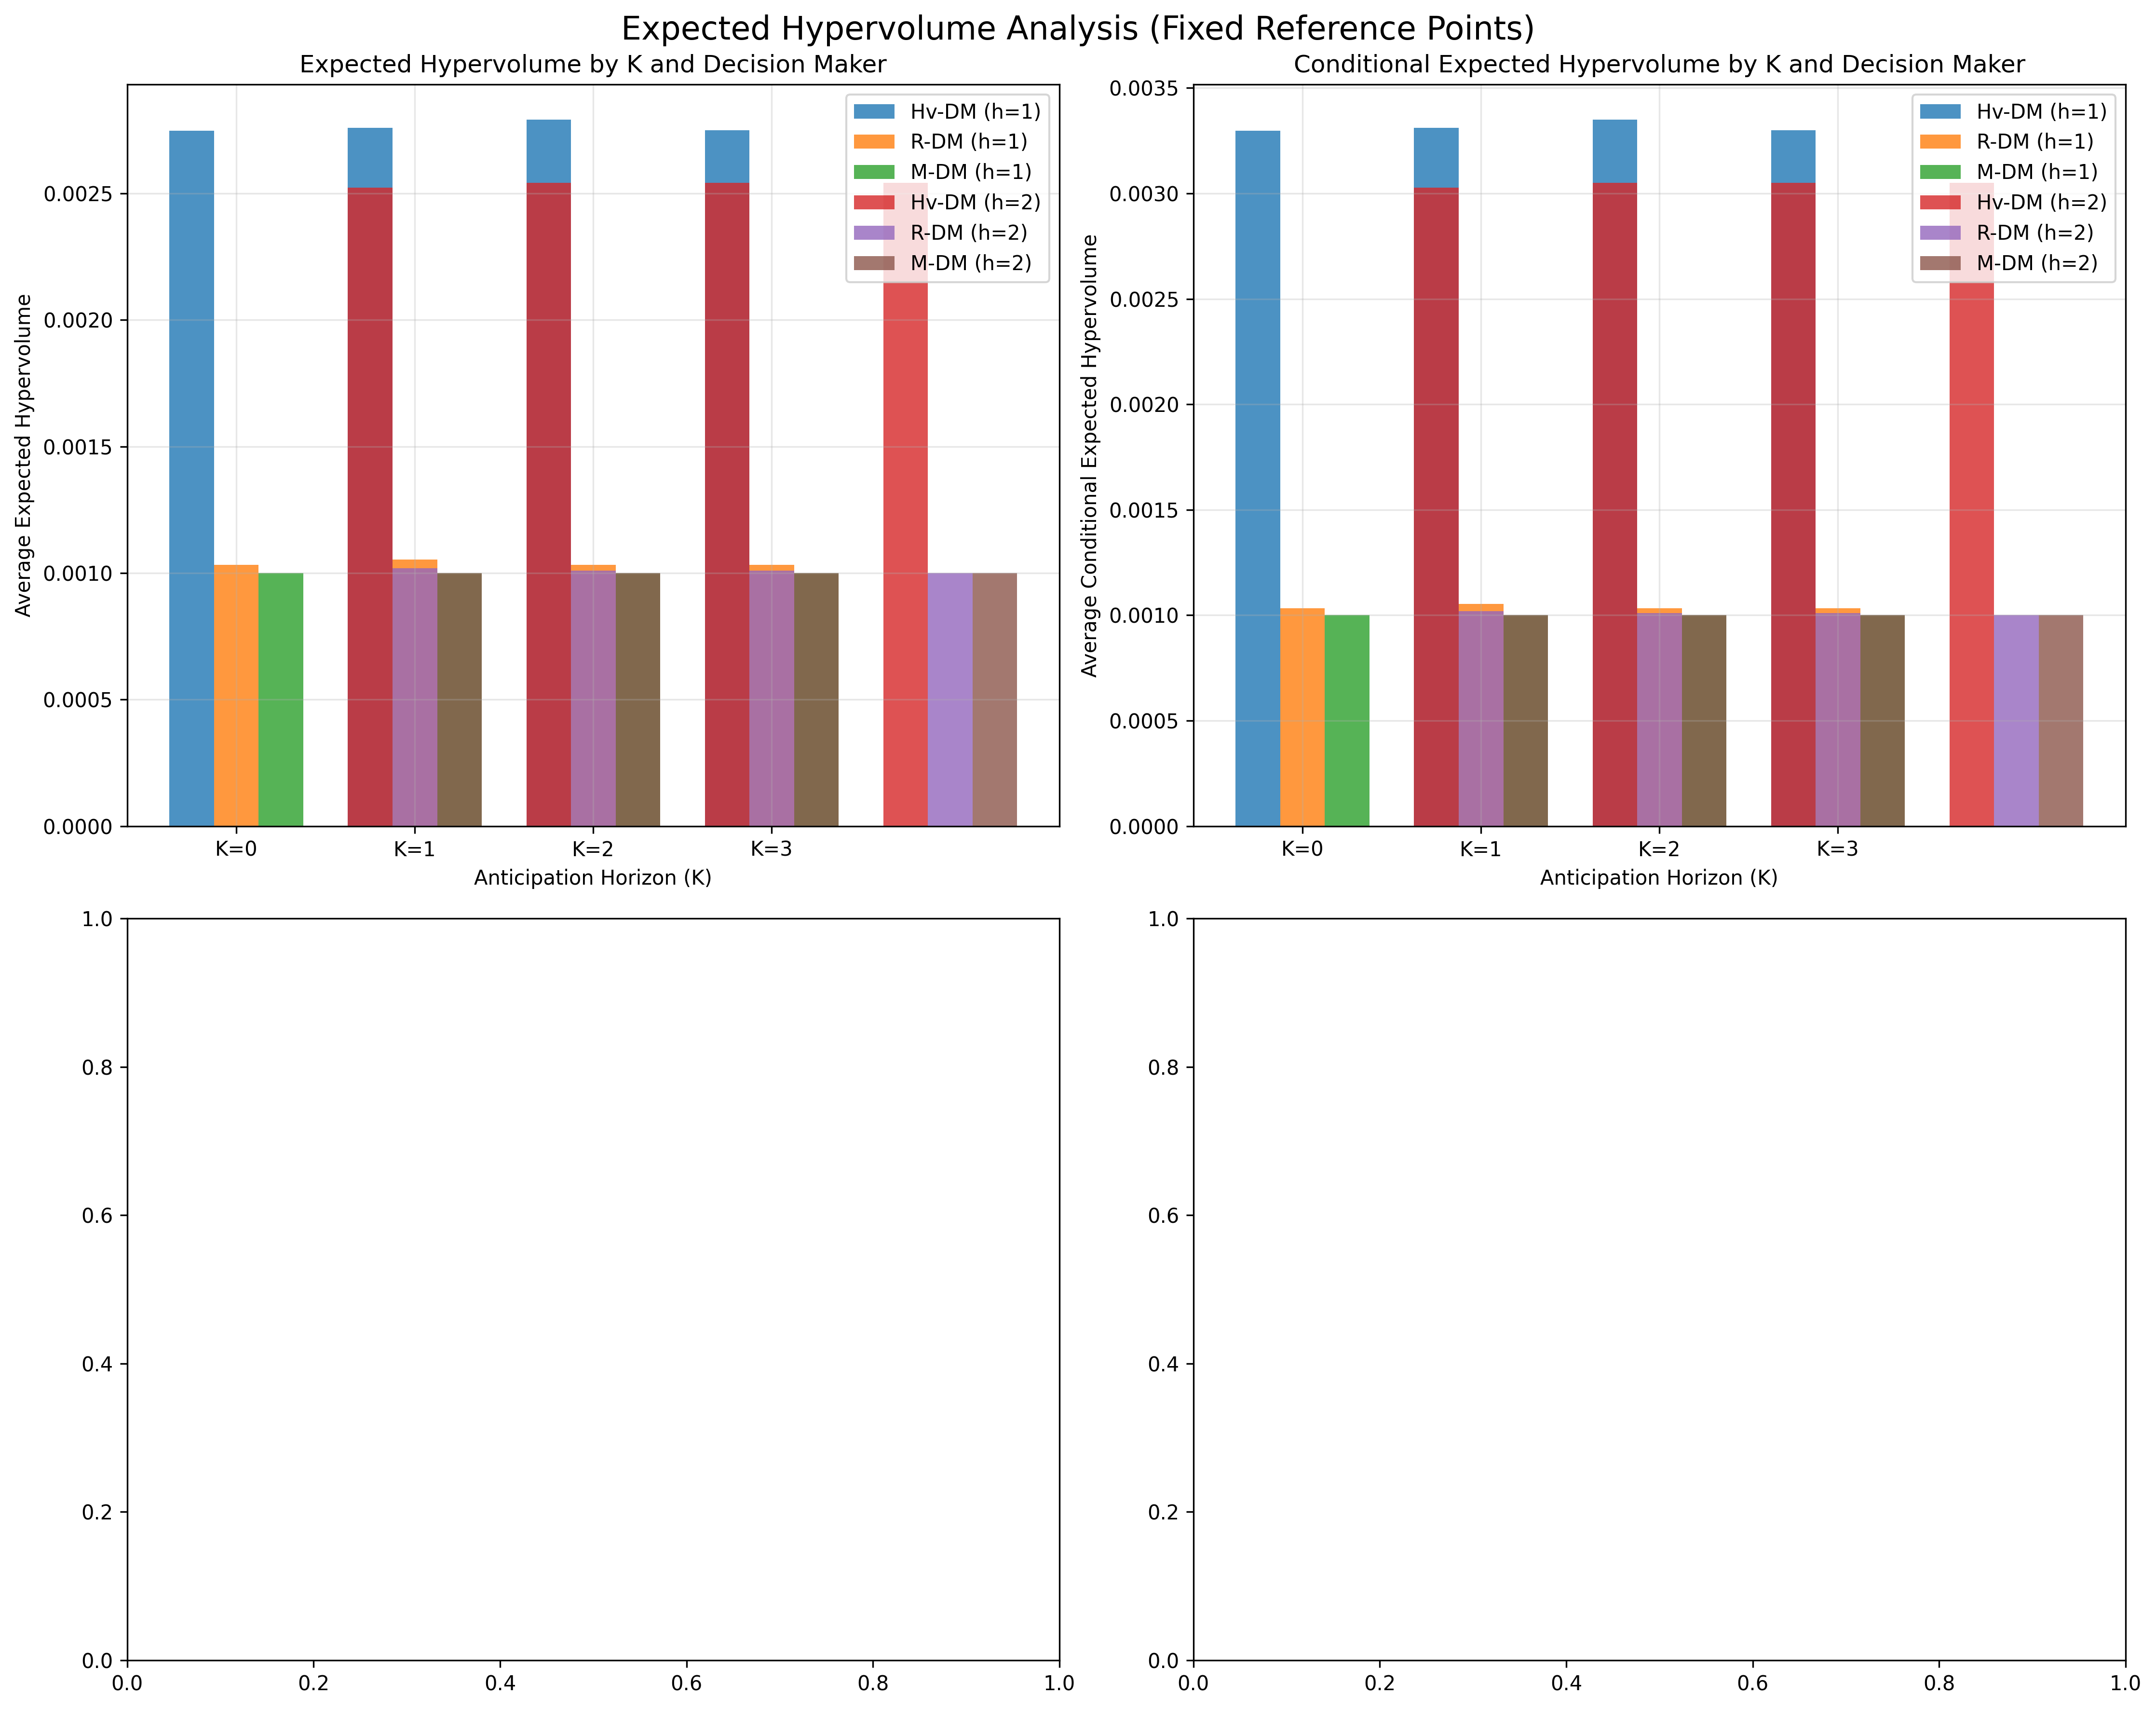 Expected Hypervolume Analysis (Fixed Reference Points)
Expected Hypervolume by K and Decision Maker
Average Expected Hypervolume
0.0025
0.0020
0.0015
0.0010
0.0005
0.0000
Hv-DM (h=1)
R-DM (h=1)
M-DM (h=1)
Hv-DM (h=2)
R-DM (h=2)
M-DM (h=2)
K=0 K=1 K=2 K=3
Anticipation Horizon (K)
Conditional Expected Hypervolume by K and Decision Maker
Average Conditional Expected Hypervolume
0.0035
0.0030
0.0025
0.0020
0.0015
0.0010
0.0005
0.0000
Hv-DM (h=1)
R-DM (h=1)
M-DM (h=1)
Hv-DM (h=2)
R-DM (h=2)
M-DM (h=2)
K=0 K=1 K=2 K=3
Anticipation Horizon (K)
1.0
0.8
0.6
0.4
0.2
0.0
0.0 0.2 0.4 0.6 0.8 1.0
1.0
0.8
0.6
0.4
0.2
0.0
0.0 0.2 0.4 0.6 0.8 1.0